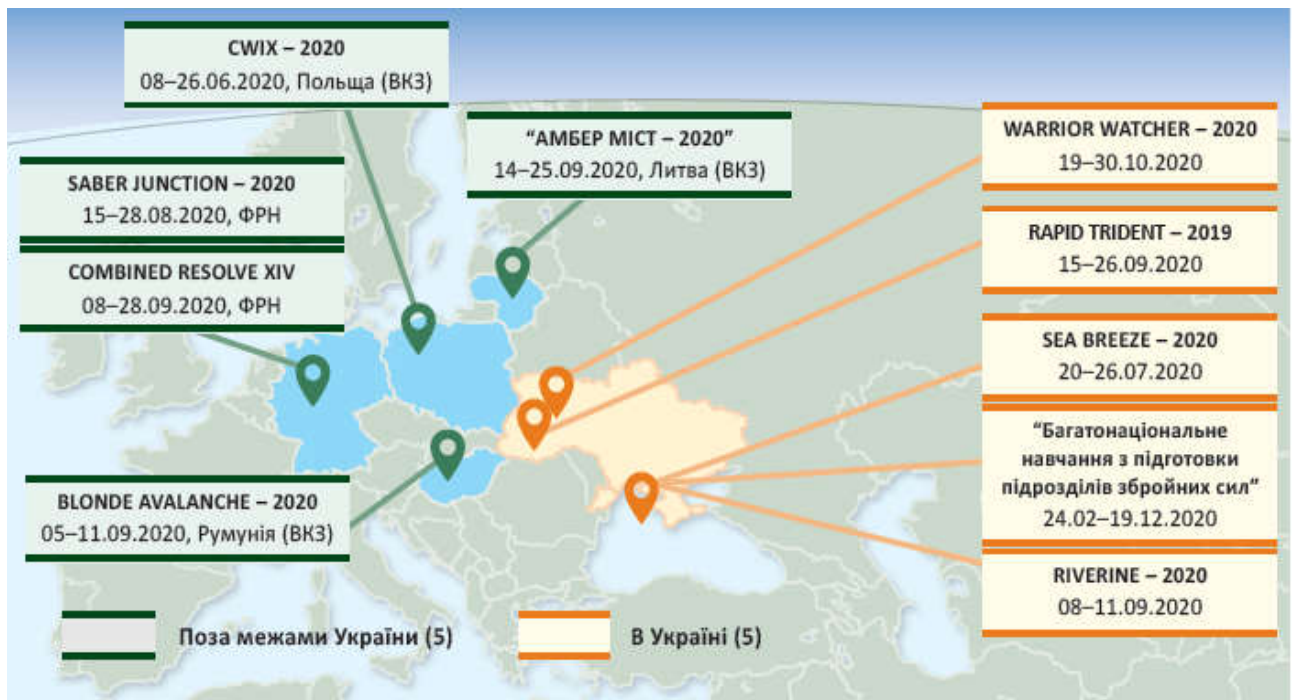 CWIX – 2020
08–26.06.2020, Польща (ВКЗ)
“АМБЕР МІСТ – 2020”
14–25.09.2020, Литва (ВКЗ)
SABER JUNCTION – 2020
15–28.08.2020, ФРН
COMBINED RESOLVE XIV
08–28.09.2020, ФРН
BLONDE AVALANCHE – 2020
05–11.09.2020, Румунія (ВКЗ)
WARRIOR WATCHER – 2020
19–30.10.2020
RAPID TRIDENT – 2019
15–26.09.2020
SEA BREEZE – 2020
20–26.07.2020
“Багатонаціональне
навчання з підготовки
підрозділів збройних сил”
24.02–19.12.2020
RIVERINE – 2020
08–11.09.2020
Поза межами України (5)
В Україні (5)